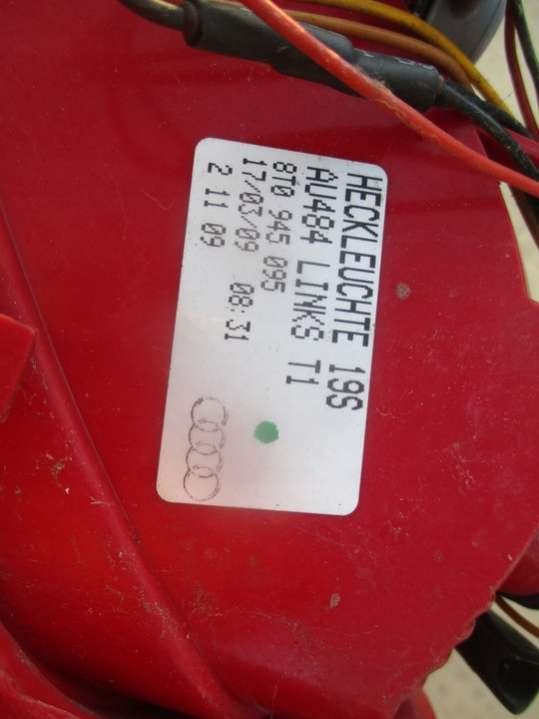 HECKLEUCHTE 19S
AU484 LINKS T1
8T0 945 095
17/03/09 08:31
2 11 09